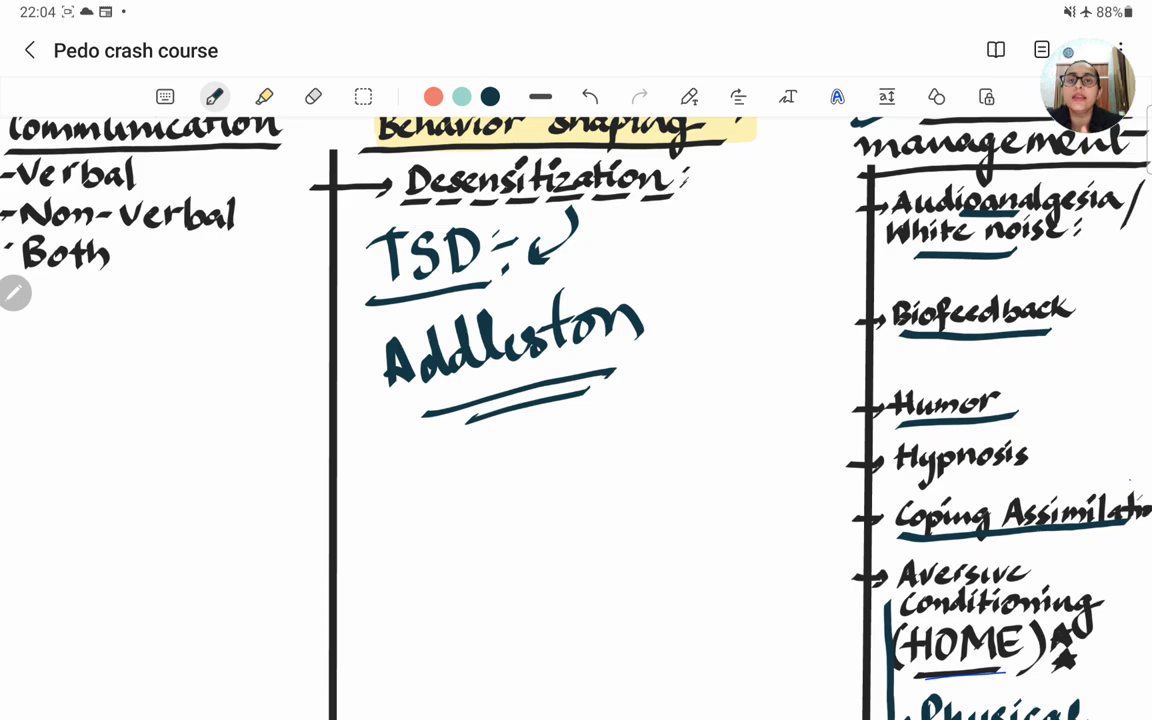 22:04
88%
Pedo crash course
Communication
-Verbal
-Non-Verbal
Both
Behavior shaping
Desensitization:
TSD:
Addleston
management
Audioanalgesia/
White noise:
Biofeedback
Humor
Hypnosis
Coping Assimilatio
Aversive
Conditioning
(HOME)
Physical